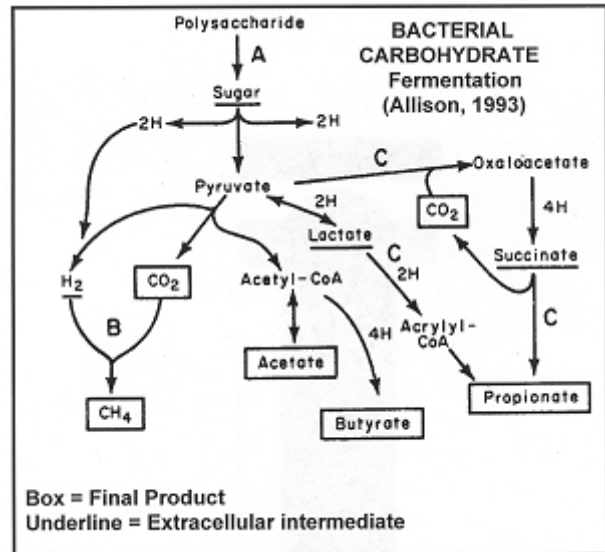 Polysaccharide
BACTERIAL
CARBOHYDRATE
Fermentation
(Allison, 1993)
A
Sugar
2H
2H
C
Oxaloacetate
Pyruvate
2H
CO2
4H
Lactate
C
2H
Succinate
H2
CO2
Acetyl-CoA
4H
Acrylyl-
CoA
C
B
Acetate
Propionate
CH4
Butyrate
Box = Final Product
Underline = Extracellular intermediate